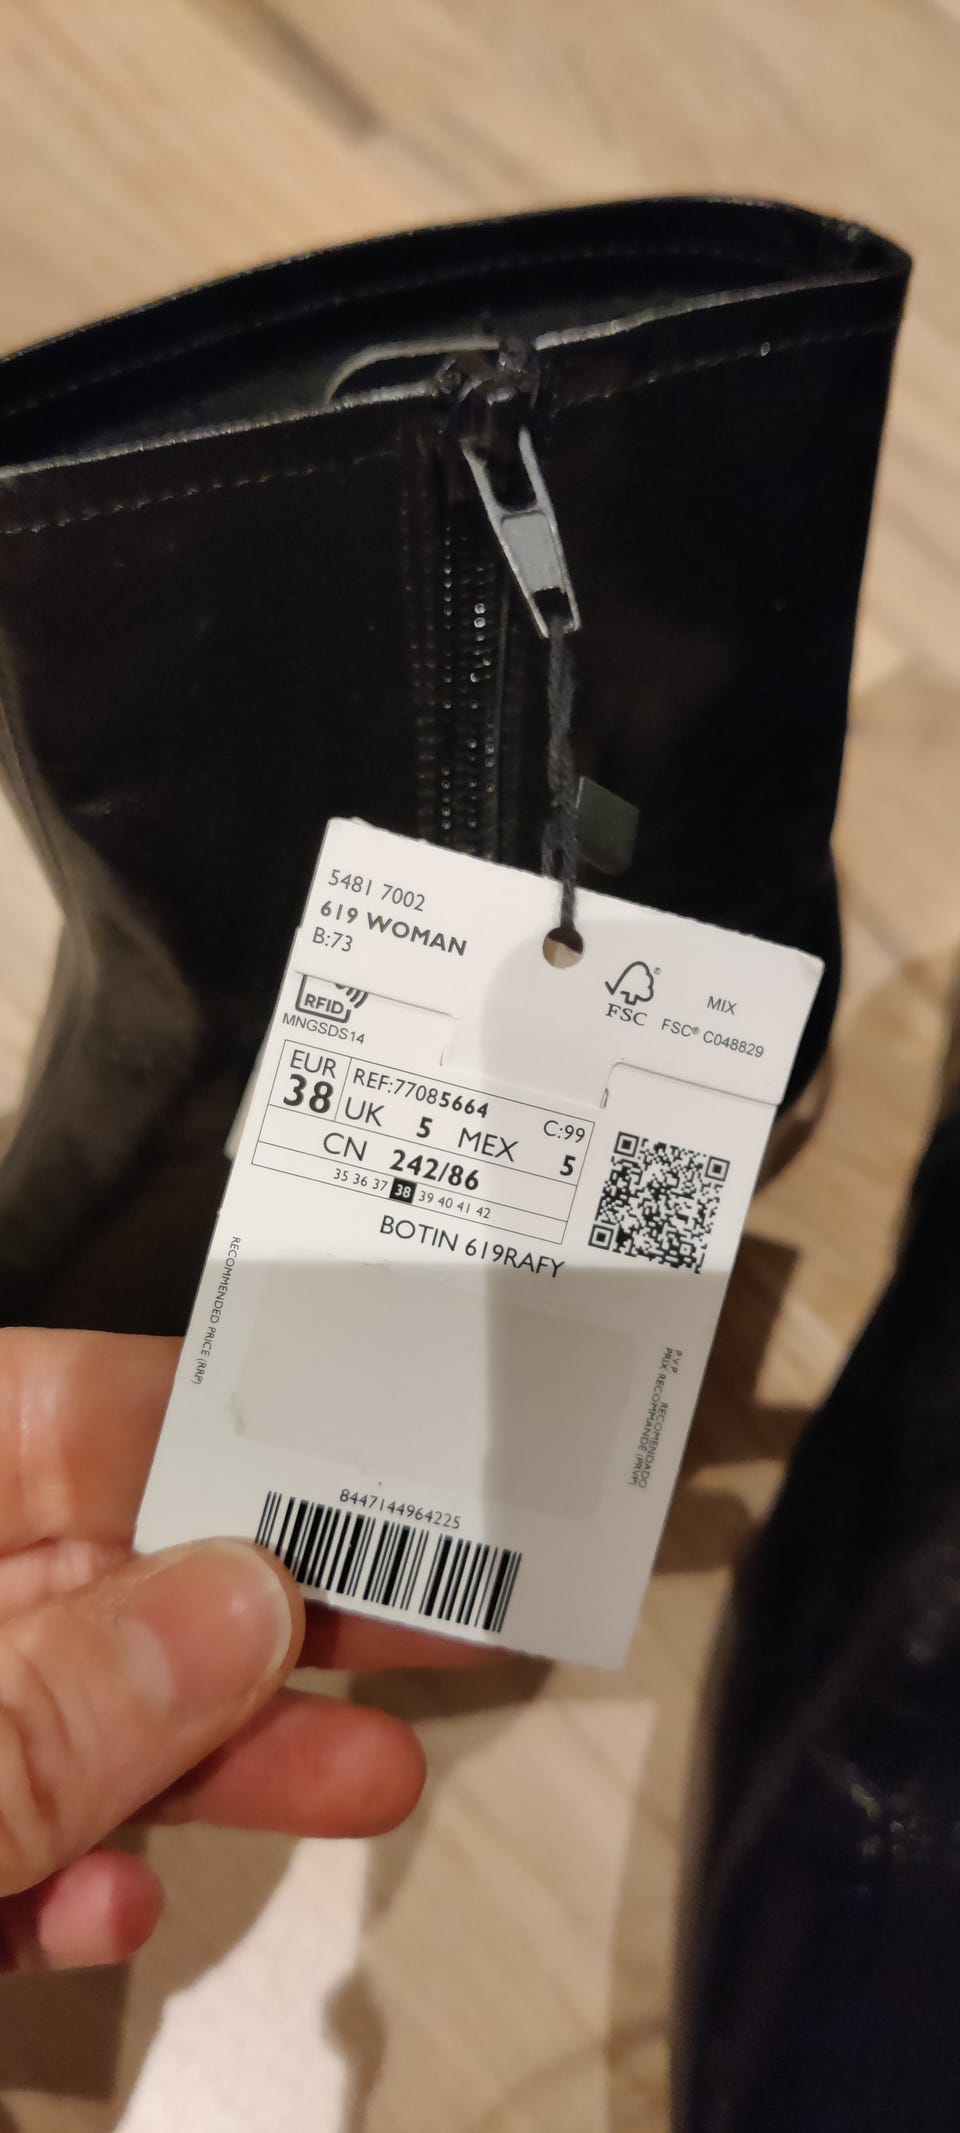 5481 7002
619 WOMAN
B:73
FSC®
MIX
FSC® C048829
RFID
MNGSDS14
EUR
38
REF:77085664
C:99
UK 5 MEX 5
CN 242/86
35 36 37 38 39 40 41 42
BOTIN 619RAFY
RECOMMENDED PRICE (RRP)
PVP RECOMENDADO
PRIX RECOMMANDÉ (PRVP)
8447144964225